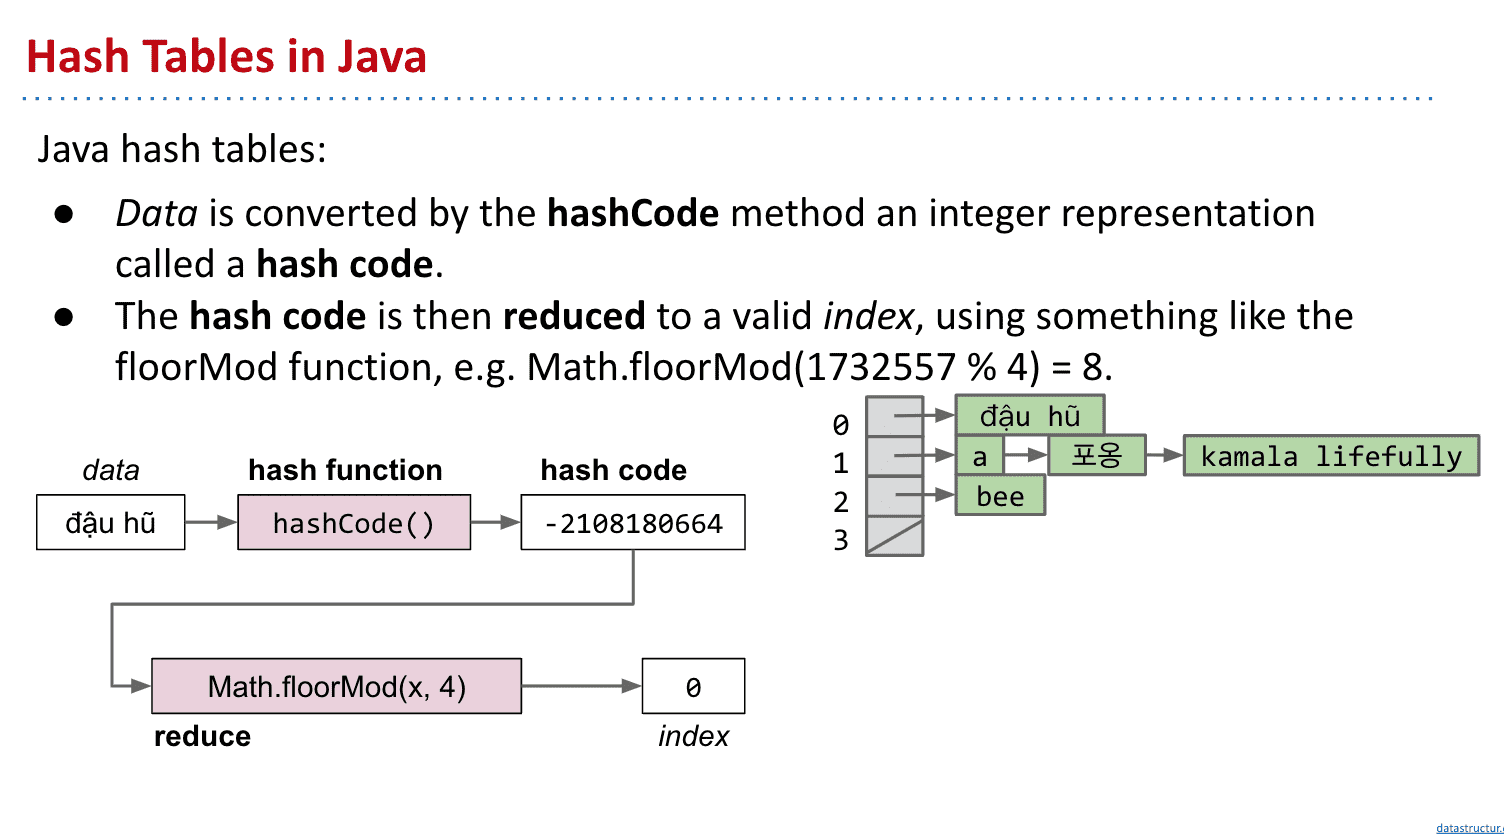 Hash Tables in Java
Java hash tables:
● Data is converted by the hashCode method an integer representation
called a hash code.
● The hash code is then reduced to a valid index, using something like the
floorMod function, e.g. Math.floorMod(1732557 % 4) = 8.
data
hash function
hash code
đậu hũ
hashCode()
-2108180664
Math.floorMod(x, 4)
0
reduce
index
0
đậu hũ
1
a
포옹
kamala lifefully
2
bee
3
datastructur.